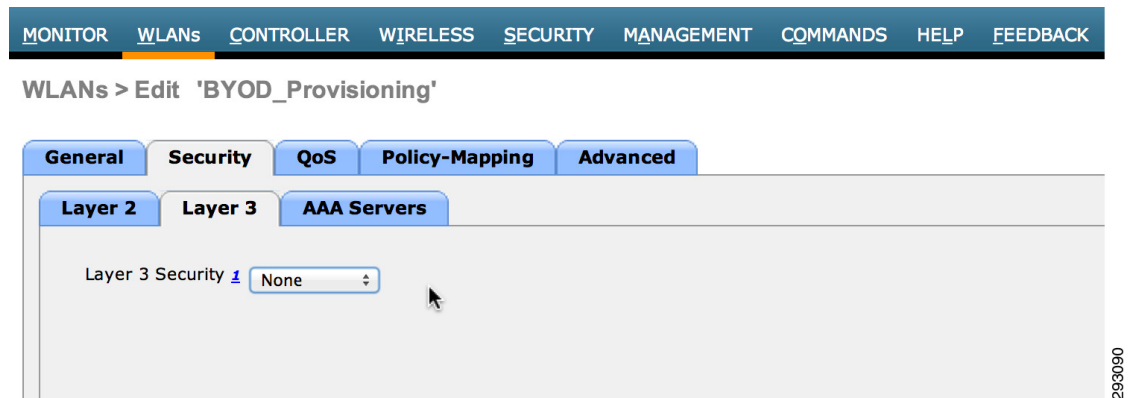 MONITOR WLANs CONTROLLER WIRELESS SECURITY MANAGEMENT COMMANDS HELP FEEDBACK
WLANs > Edit 'BYOD_Provisioning'
General Security QoS Policy-Mapping Advanced
Layer 2 Layer 3 AAA Servers
Layer 3 Security 1 None
293090